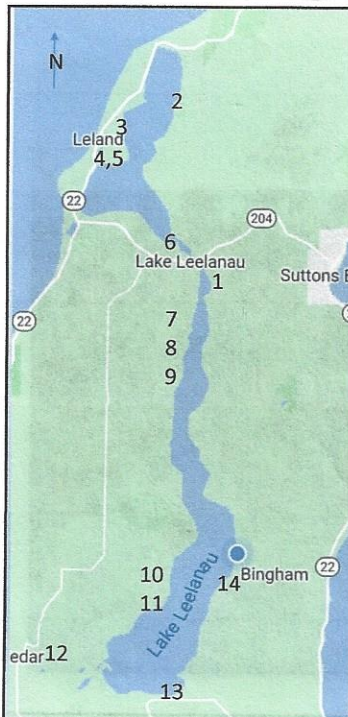 N
2
3
Leland
4,5
22
6
204
Lake Leelanau
1
Suttons B
22
7
8
9
10
Bingham
22
14
11
Lake Leelanau
edar 12
13